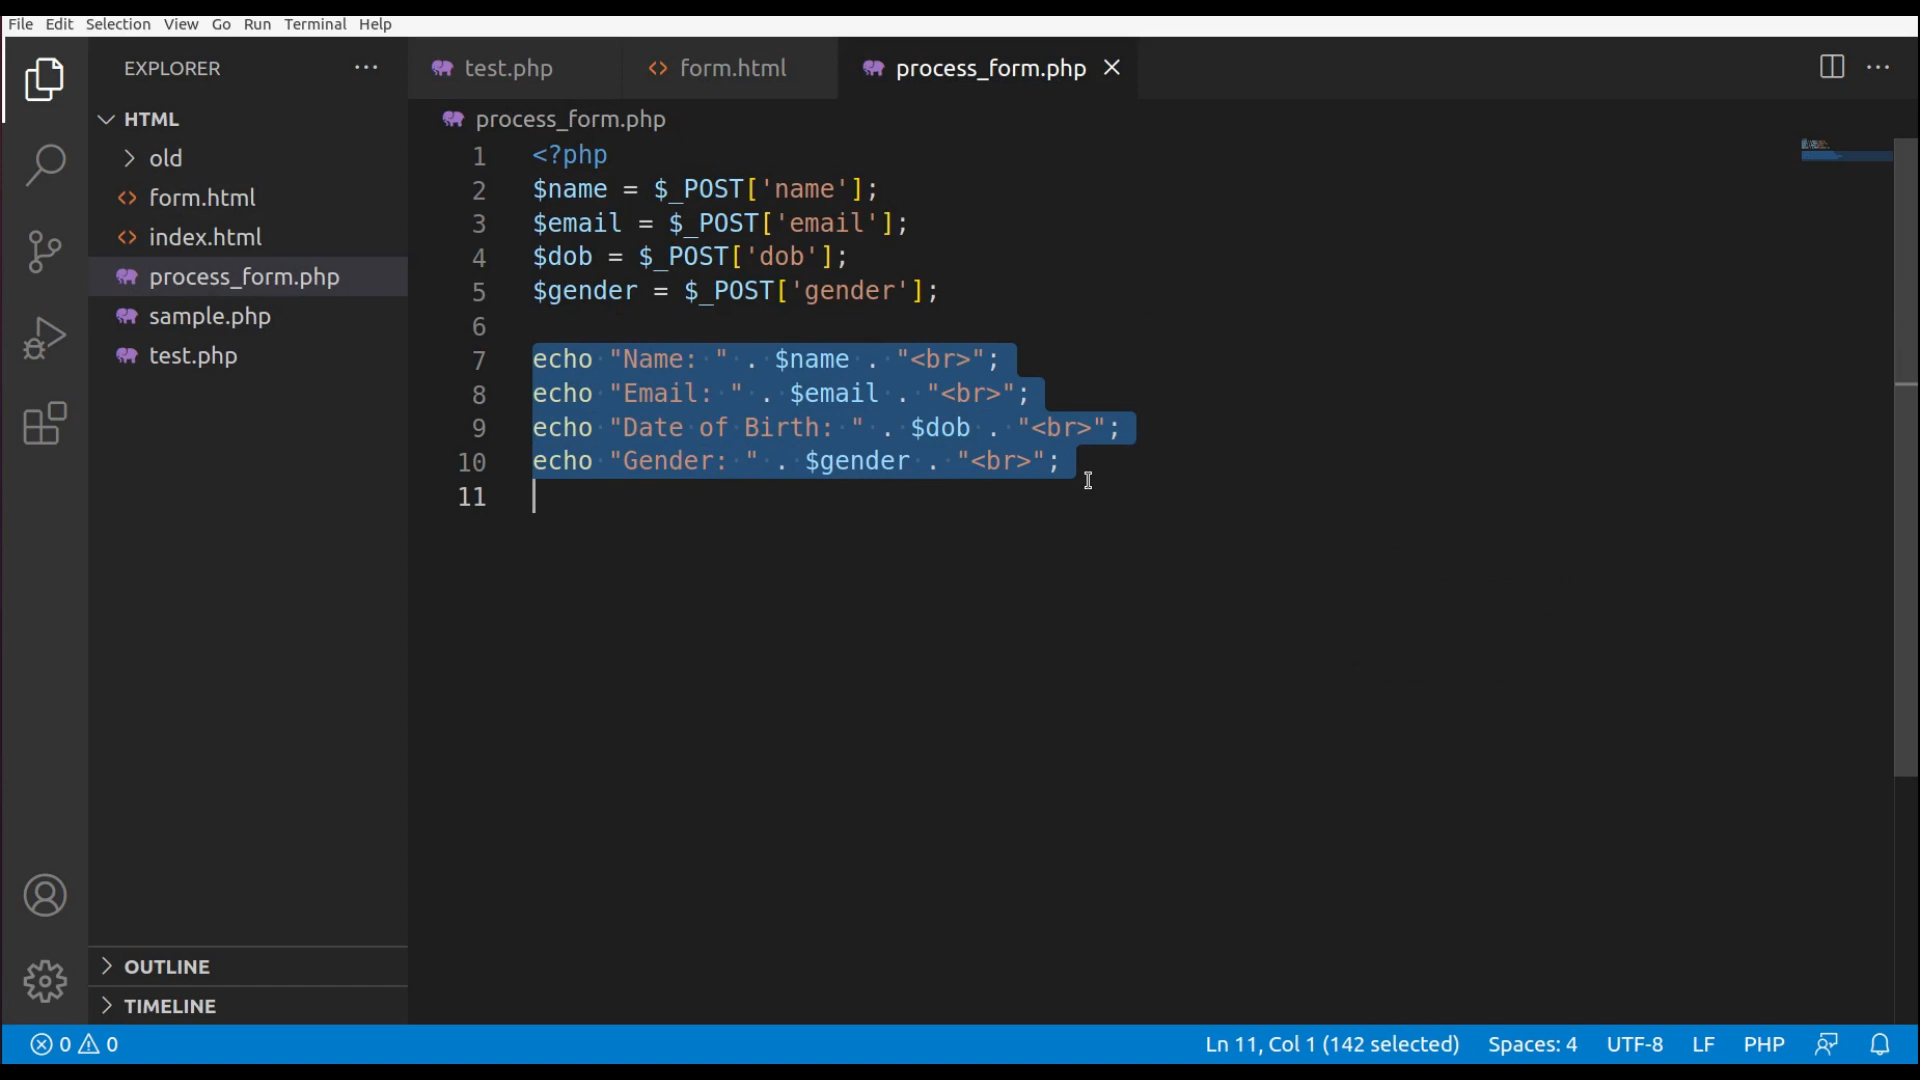 File Edit Selection View Go Run Terminal Help
EXPLORER
HTML
old
form.html
index.html
process_form.php
sample.php
test.php
OUTLINE
TIMELINE
test.php form.html process_form.php
process_form.php
1 <?php
2 $name = $_POST['name'];
3 $email = $_POST['email'];
4 $dob = $_POST['dob'];
5 $gender = $_POST['gender'];
6
7 echo "Name: " . $name . "<br>";
8 echo "Email: " . $email . "<br>";
9 echo "Date of Birth: " . $dob . "<br>";
10 echo "Gender: " . $gender . "<br>";
11
0 0 Ln 11, Col 1 (142 selected) Spaces: 4 UTF-8 LF PHP